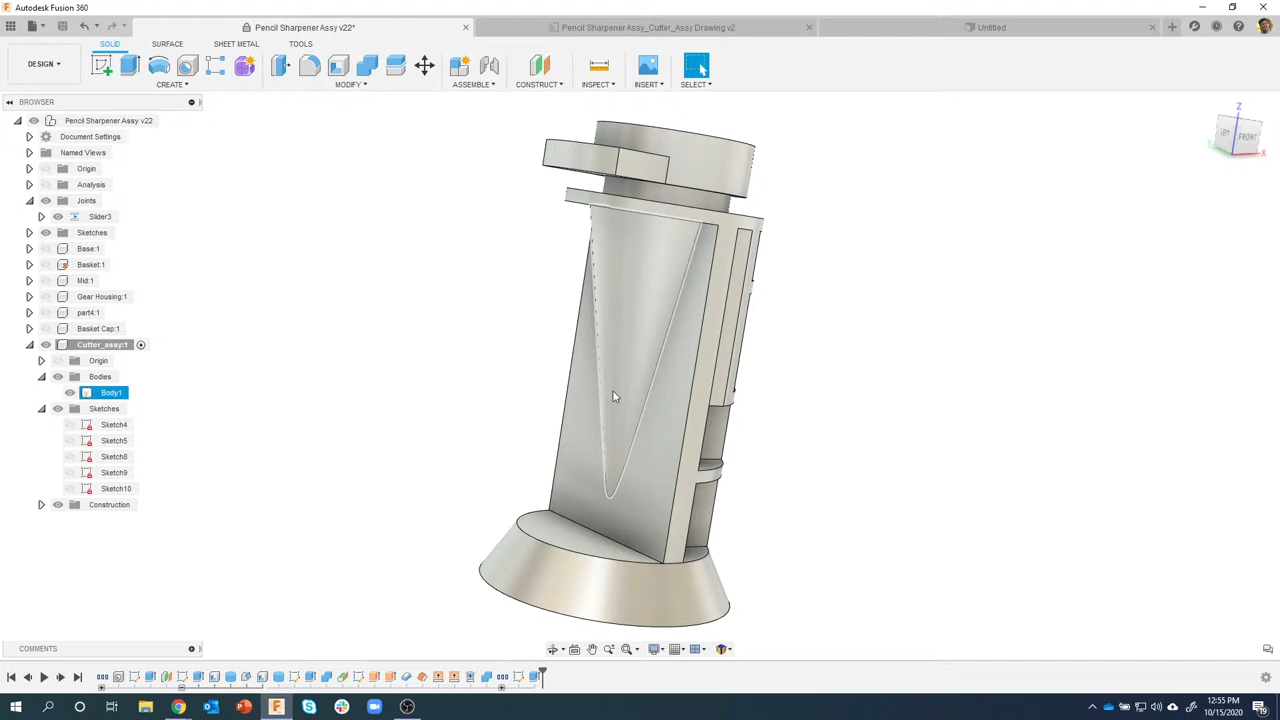 Autodesk Fusion 360
Pencil Sharpener Assy v22*
Pencil Sharpener Assy_Cutter_Assy Drawing v2
Untitled
SOLID
SURFACE
SHEET METAL
TOOLS
DESIGN
CREATE
MODIFY
ASSEMBLE
CONSTRUCT
INSPECT
INSERT
SELECT
BROWSER
Pencil Sharpener Assy v22
Document Settings
Named Views
Origin
Analysis
Joints
Slider3
Sketches
Base:1
Basket:1
Mid:1
Gear Housing:1
part4:1
Basket Cap:1
Cutter_assy:1
Origin
Bodies
Body1
Sketches
Sketch4
Sketch5
Sketch8
Sketch9
Sketch10
Construction
Z
LEFT
FRONT
X
COMMENTS
12:55 PM
10/15/2020
19